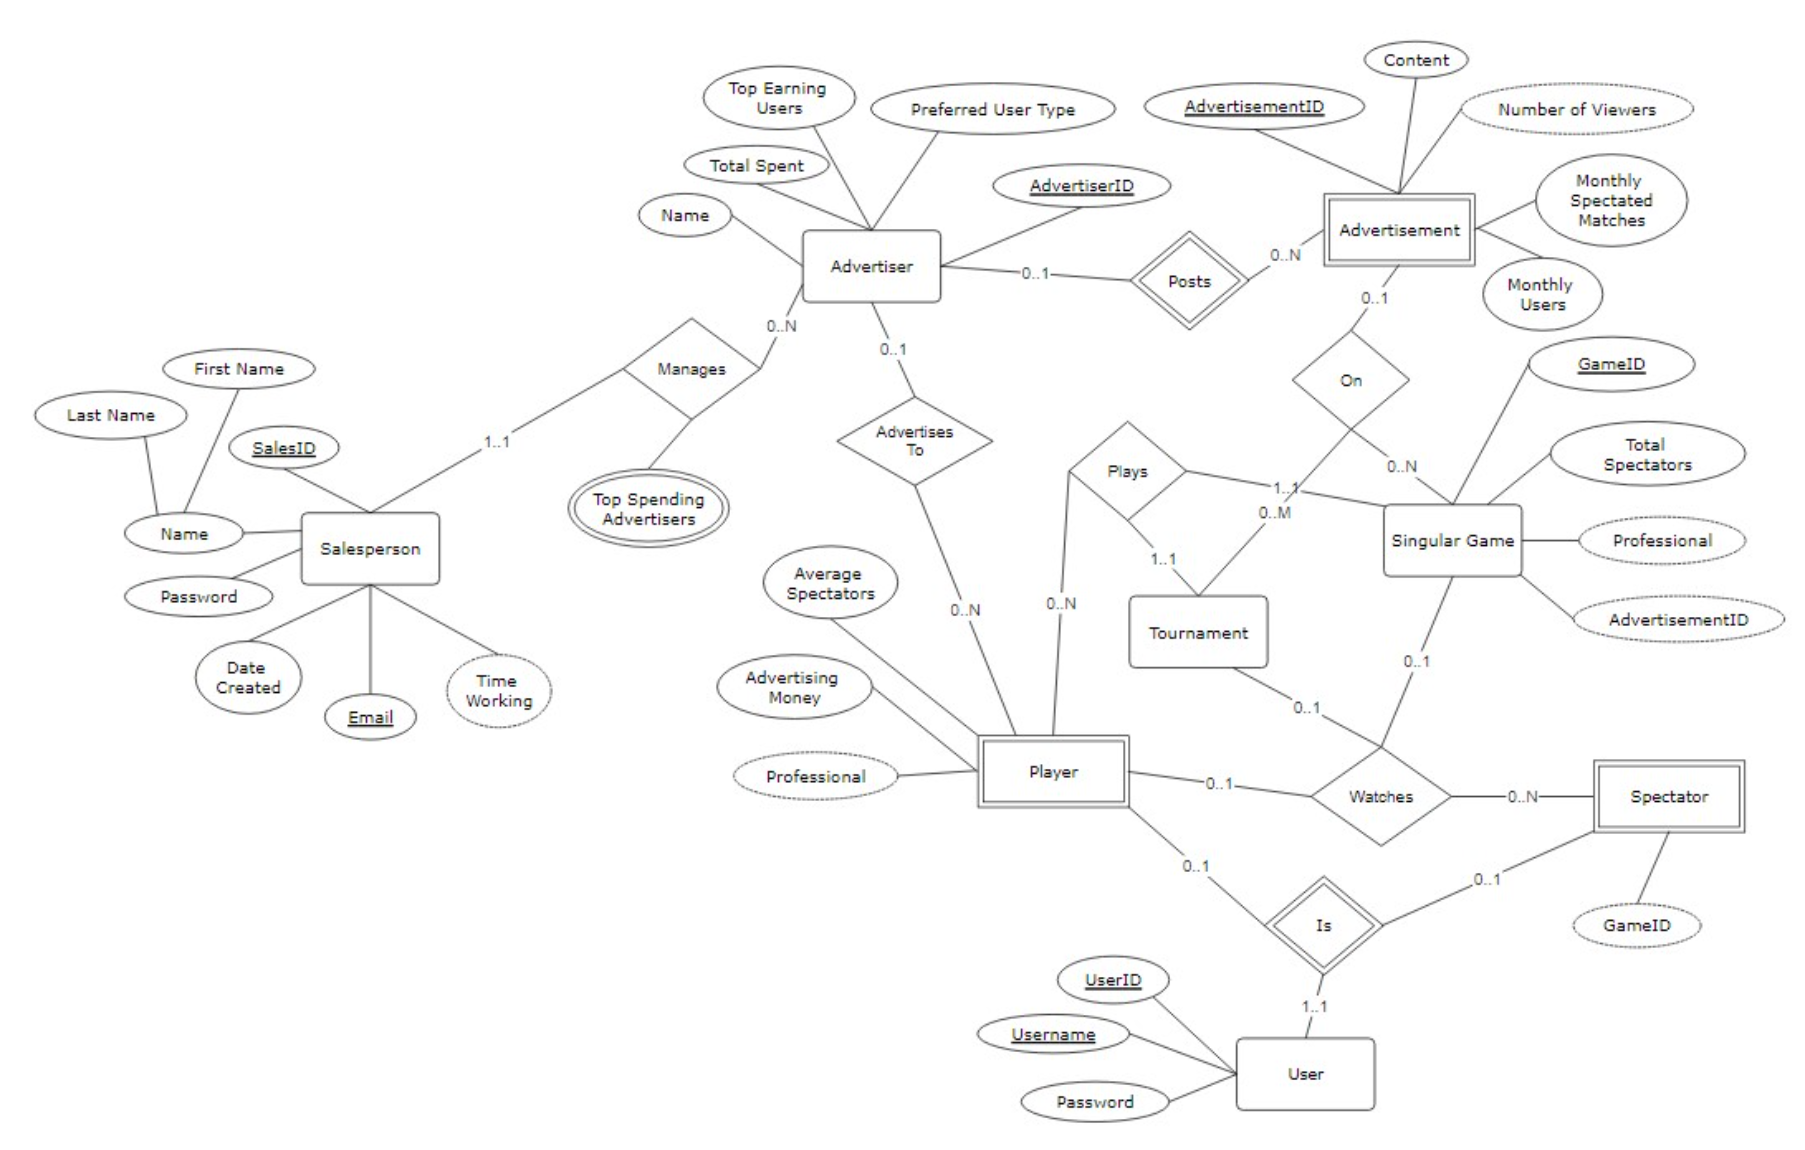 Content
Top Earning
Users
Preferred User Type
AdvertisementID
Number of Viewers
Total Spent
AdvertiserID
Monthly
Spectated
Matches
Name
Advertisement
Advertiser
0..1
Posts
0..N
Monthly
Users
0..1
0..N
0..1
First Name
Manages
On
GameID
Last Name
Advertises
To
SalesID
1..1
Plays
0..N
Total
Spectators
Top Spending
Advertisers
1..1
0..M
Name
Salesperson
Singular Game
Professional
1..1
Average
Spectators
Password
0..N
0..N
AdvertisementID
Tournament
Date
Created
Time
Working
Advertising
Money
0..1
0..1
Email
Professional
Player
0..1
Watches
0..N
Spectator
0..1
0..1
Is
GameID
UserID
1..1
Username
User
Password